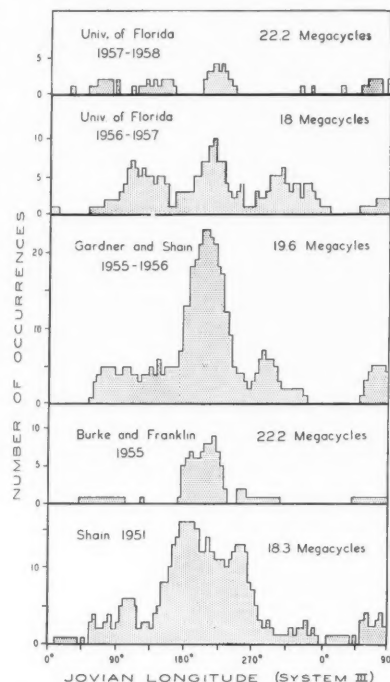 Univ. of Florida
1957-1958
22.2 Megacycles
5
0
Univ. of Florida
1956-1957
18 Megacycles
10
5
0
Gardner and Shain
1955-1956
19.6 Megacyles
20
10
0
Burke and Franklin
1955
22.2 Megacycles
5
0
Shain 1951
18.3 Megacycles
10
0
NUMBER OF OCCURRENCES
0° 90° 180° 270° 0° 90°
JOVIAN LONGITUDE (SYSTEM III)